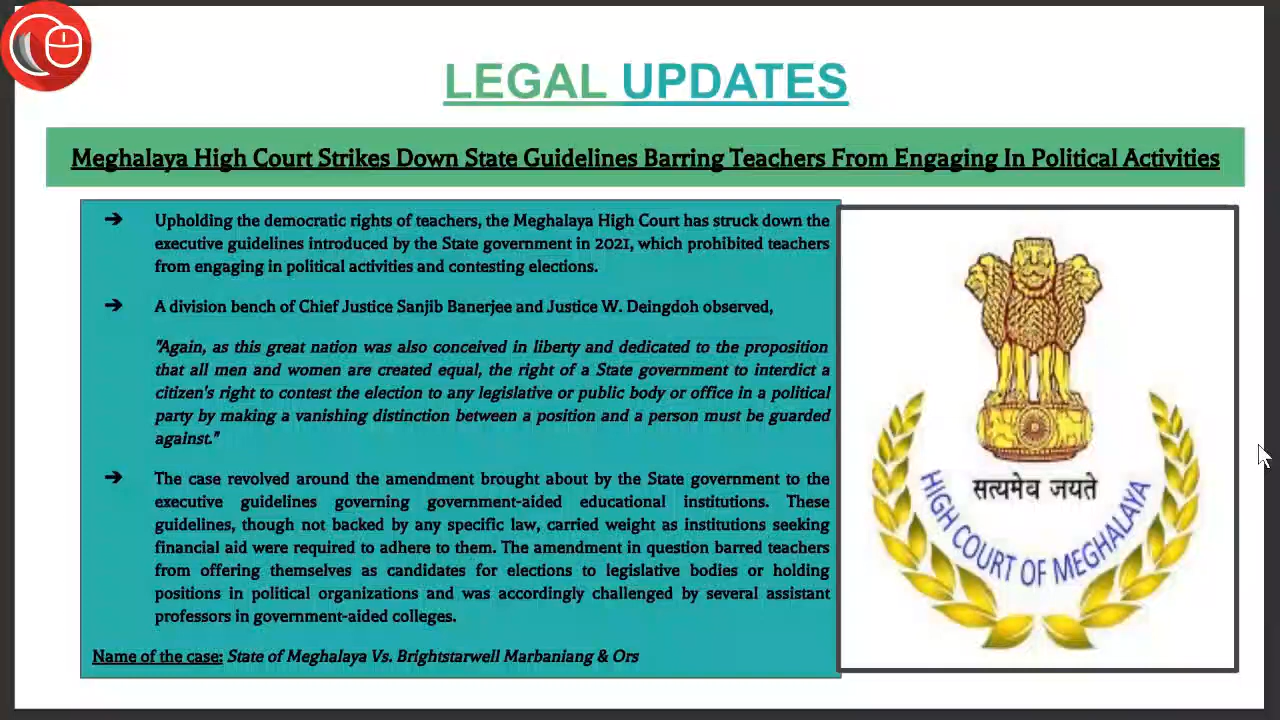 LEGAL UPDATES
Meghalaya High Court Strikes Down State Guidelines Barring Teachers From Engaging In Political Activities
➔ Upholding the democratic rights of teachers, the Meghalaya High Court has struck down the
executive guidelines introduced by the State government in 2021, which prohibited teachers
from engaging in political activities and contesting elections.
➔ A division bench of Chief Justice Sanjib Banerjee and Justice W. Deingdoh observed,
"Again, as this great nation was also conceived in liberty and dedicated to the proposition
that all men and women are created equal, the right of a State government to interdict a
citizen's right to contest the election to any legislative or public body or office in a political
party by making a vanishing distinction between a position and a person must be guarded
against."
➔ The case revolved around the amendment brought about by the State government to the
executive guidelines governing government-aided educational institutions. These
guidelines, though not backed by any specific law, carried weight as institutions seeking
financial aid were required to adhere to them. The amendment in question barred teachers
from offering themselves as candidates for elections to legislative bodies or holding
positions in political organizations and was accordingly challenged by several assistant
professors in government-aided colleges.
Name of the case: State of Meghalaya Vs. Brightstarwell Marbaniang & Ors
सत्यमेव जयते
HIGH COURT OF MEGHALAYA